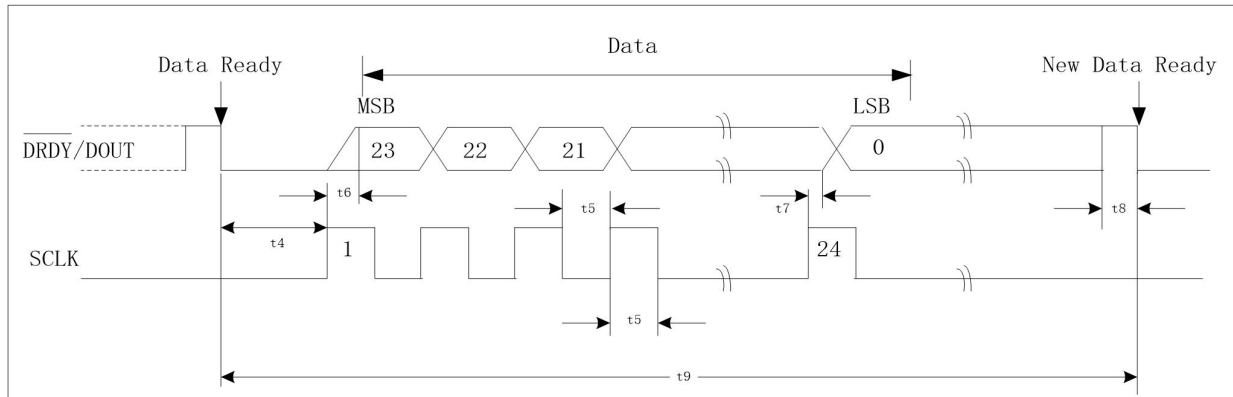 Data
Data Ready
New Data Ready
MSB
LSB
DRDY/DOUT
23
22
21
0
t6
t5
t7
t8
t4
SCLK
1
24
t5
t9